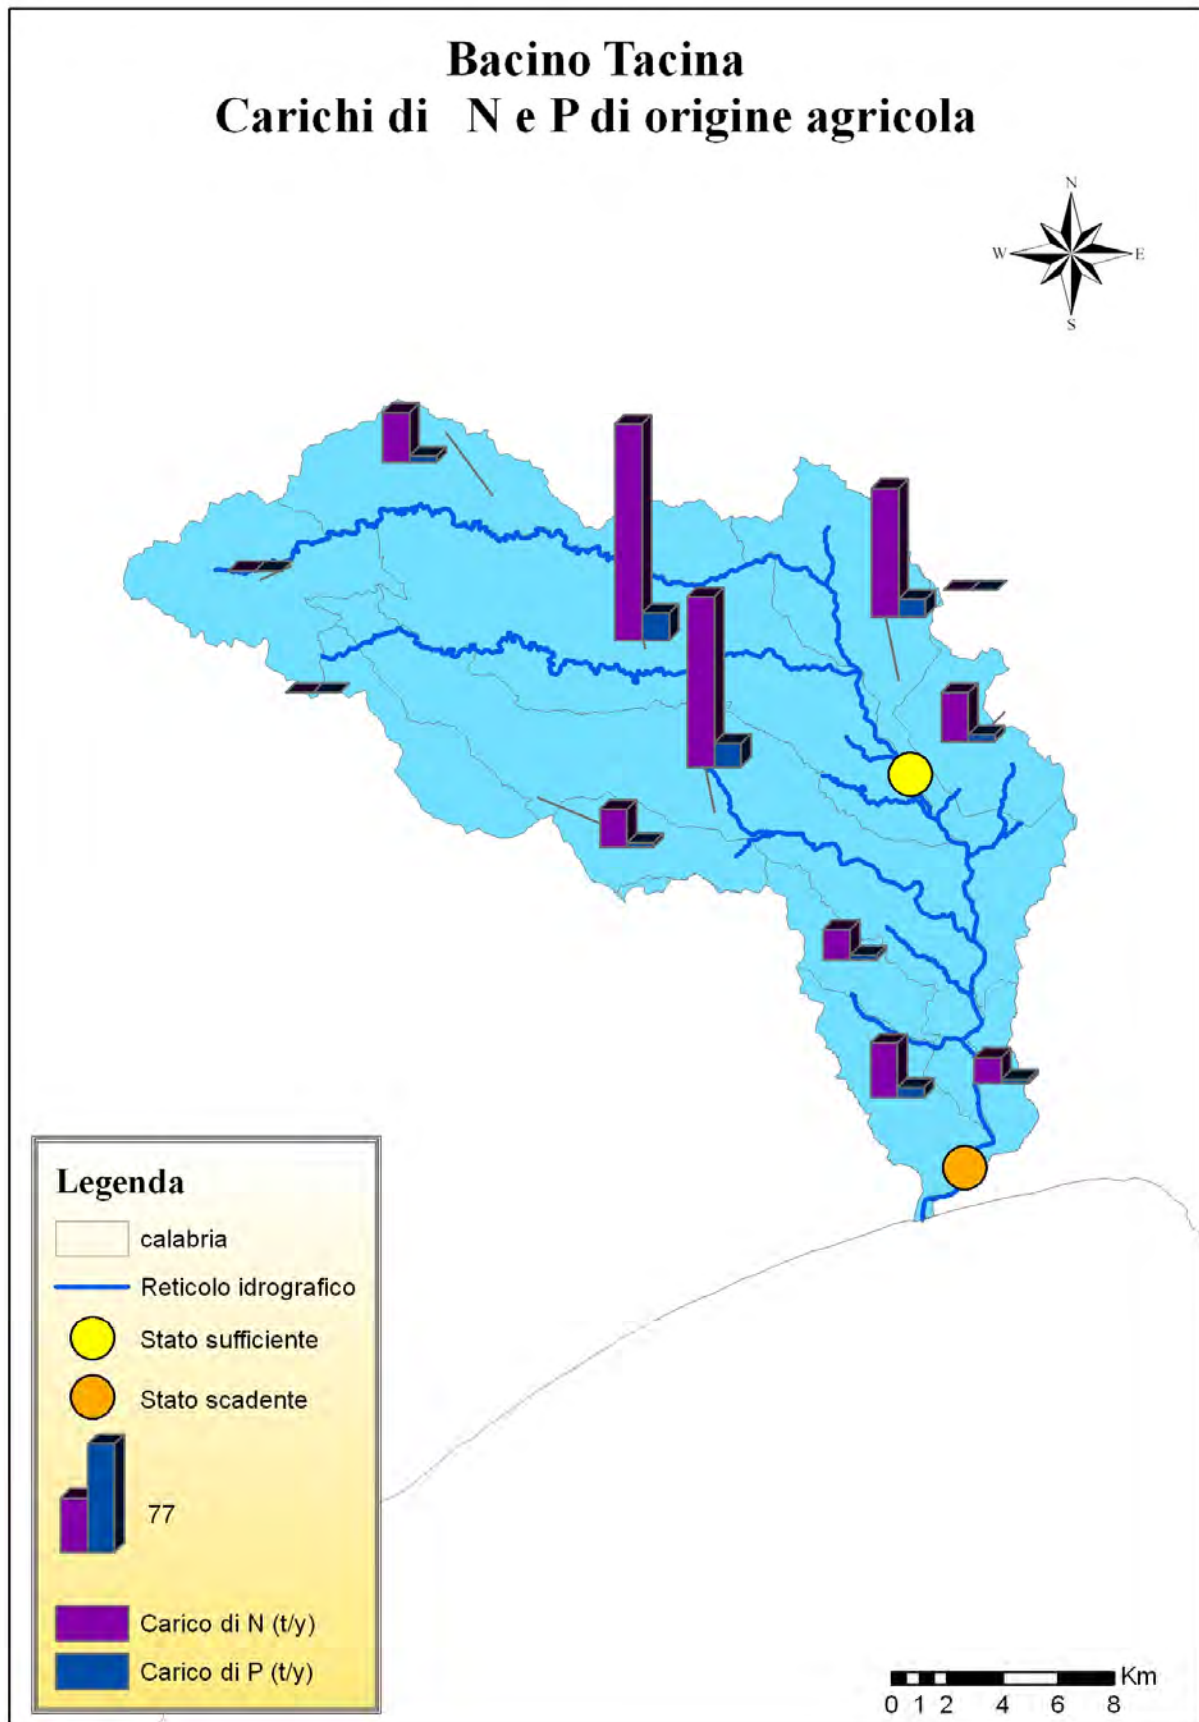 Bacino Tacina
Carichi di N e P di origine agricola
N
W E
S
Legenda
calabria
Reticolo idrografico
Stato sufficiente
Stato scadente
77
Carico di N (t/y)
Carico di P (t/y)
Km
0 1 2 4 6 8